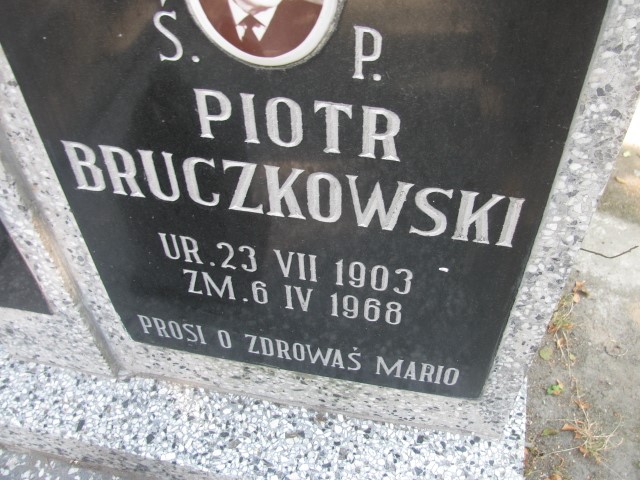 Ś. P.
PIOTR
BRUCZKOWSKI
UR. 23 VII 1903
ZM. 6 IV 1968
PROSI O ZDROWAŚ MARIO